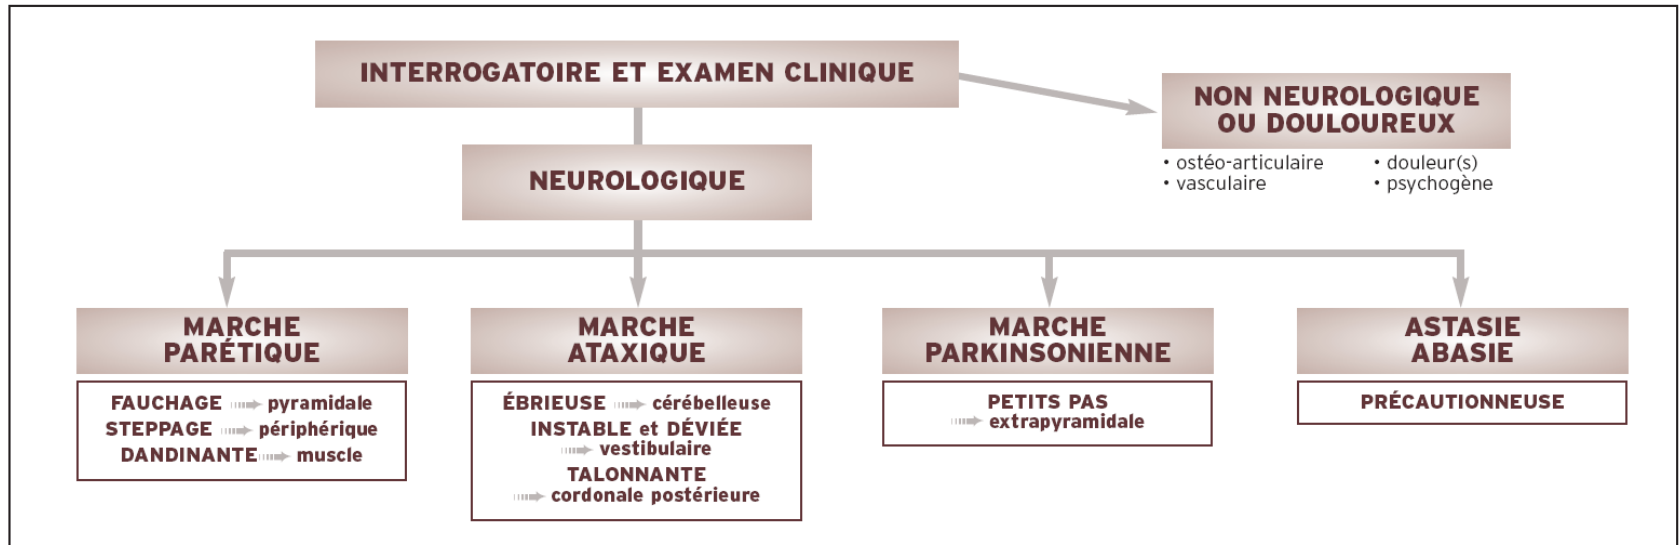 INTERROGATOIRE ET EXAMEN CLINIQUE
NON NEUROLOGIQUE
OU DOULOUREUX
• ostéo-articulaire
• douleur(s)
• vasculaire
• psychogène
NEUROLOGIQUE
MARCHE
PARÉTIQUE
FAUCHAGE pyramidale
STEPPAGE périphérique
DANDINANTE muscle
MARCHE
ATAXIQUE
ÉBRIEUSE cérébelleuse
INSTABLE et DÉVIÉE
vestibulaire
TALONNANTE
cordonale postérieure
MARCHE
PARKINSONIENNE
PETITS PAS
extrapyramidale
ASTASIE
ABASIE
PRÉCAUTIONNEUSE